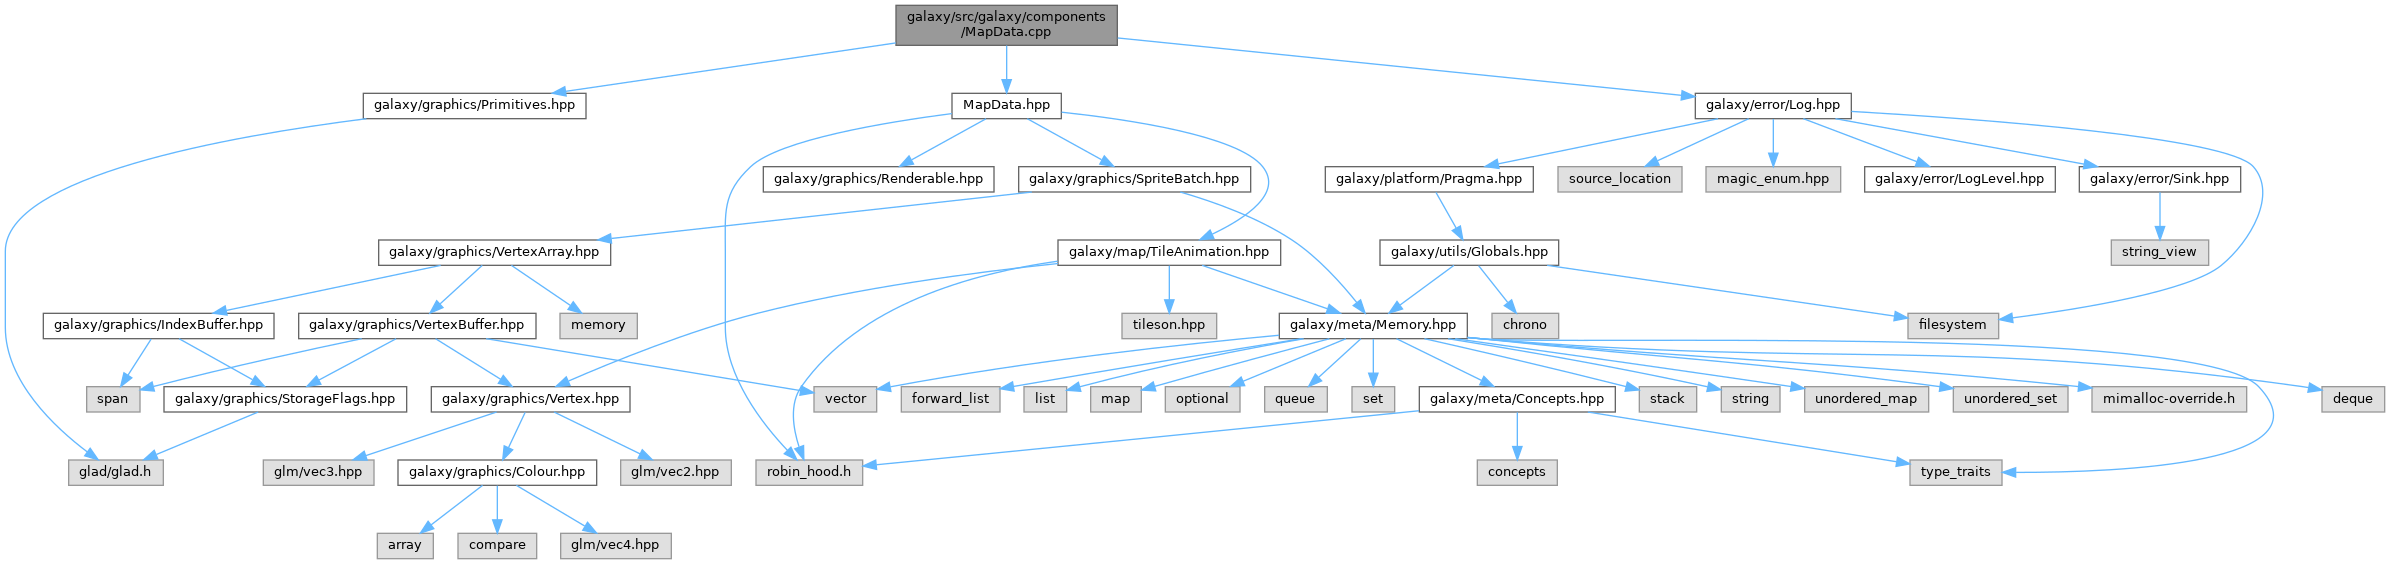 galaxy/src/galaxy/components
/MapData.cpp
galaxy/graphics/Primitives.hpp
MapData.hpp
galaxy/error/Log.hpp
galaxy/graphics/Renderable.hpp
galaxy/graphics/SpriteBatch.hpp
galaxy/platform/Pragma.hpp
source_location
magic_enum.hpp
galaxy/error/LogLevel.hpp
galaxy/error/Sink.hpp
galaxy/graphics/VertexArray.hpp
galaxy/map/TileAnimation.hpp
galaxy/utils/Globals.hpp
string_view
galaxy/graphics/IndexBuffer.hpp
galaxy/graphics/VertexBuffer.hpp
memory
tileson.hpp
galaxy/meta/Memory.hpp
chrono
filesystem
span
galaxy/graphics/StorageFlags.hpp
galaxy/graphics/Vertex.hpp
vector
forward_list
list
map
optional
queue
set
galaxy/meta/Concepts.hpp
stack
string
unordered_map
unordered_set
mimalloc-override.h
deque
glad/glad.h
glm/vec3.hpp
galaxy/graphics/Colour.hpp
glm/vec2.hpp
robin_hood.h
concepts
type_traits
array
compare
glm/vec4.hpp